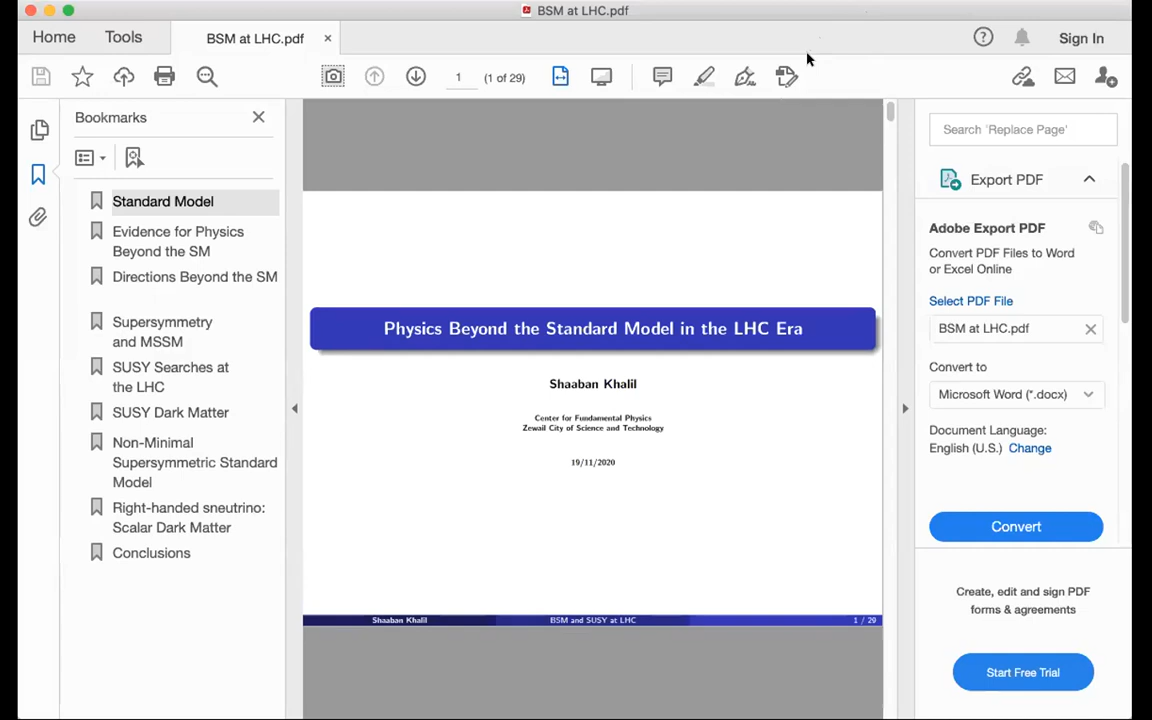 BSM at LHC.pdf
Home
Tools
BSM at LHC.pdf
Sign In
1
(1 of 29)
Bookmarks
Standard Model
Evidence for Physics
Beyond the SM
Directions Beyond the SM
Supersymmetry
and MSSM
SUSY Searches at
the LHC
SUSY Dark Matter
Non-Minimal
Supersymmetric Standard
Model
Right-handed sneutrino:
Scalar Dark Matter
Conclusions
Physics Beyond the Standard Model in the LHC Era
Shaaban Khalil
Center for Fundamental Physics
Zewail City of Science and Technology
19/11/2020
Shaaban Khalil
BSM and SUSY at LHC
1 / 29
Search 'Replace Page'
Export PDF
Adobe Export PDF
Convert PDF Files to Word
or Excel Online
Select PDF File
BSM at LHC.pdf
Convert to
Microsoft Word (*.docx)
Document Language:
English (U.S.) Change
Convert
Create, edit and sign PDF
forms & agreements
Start Free Trial